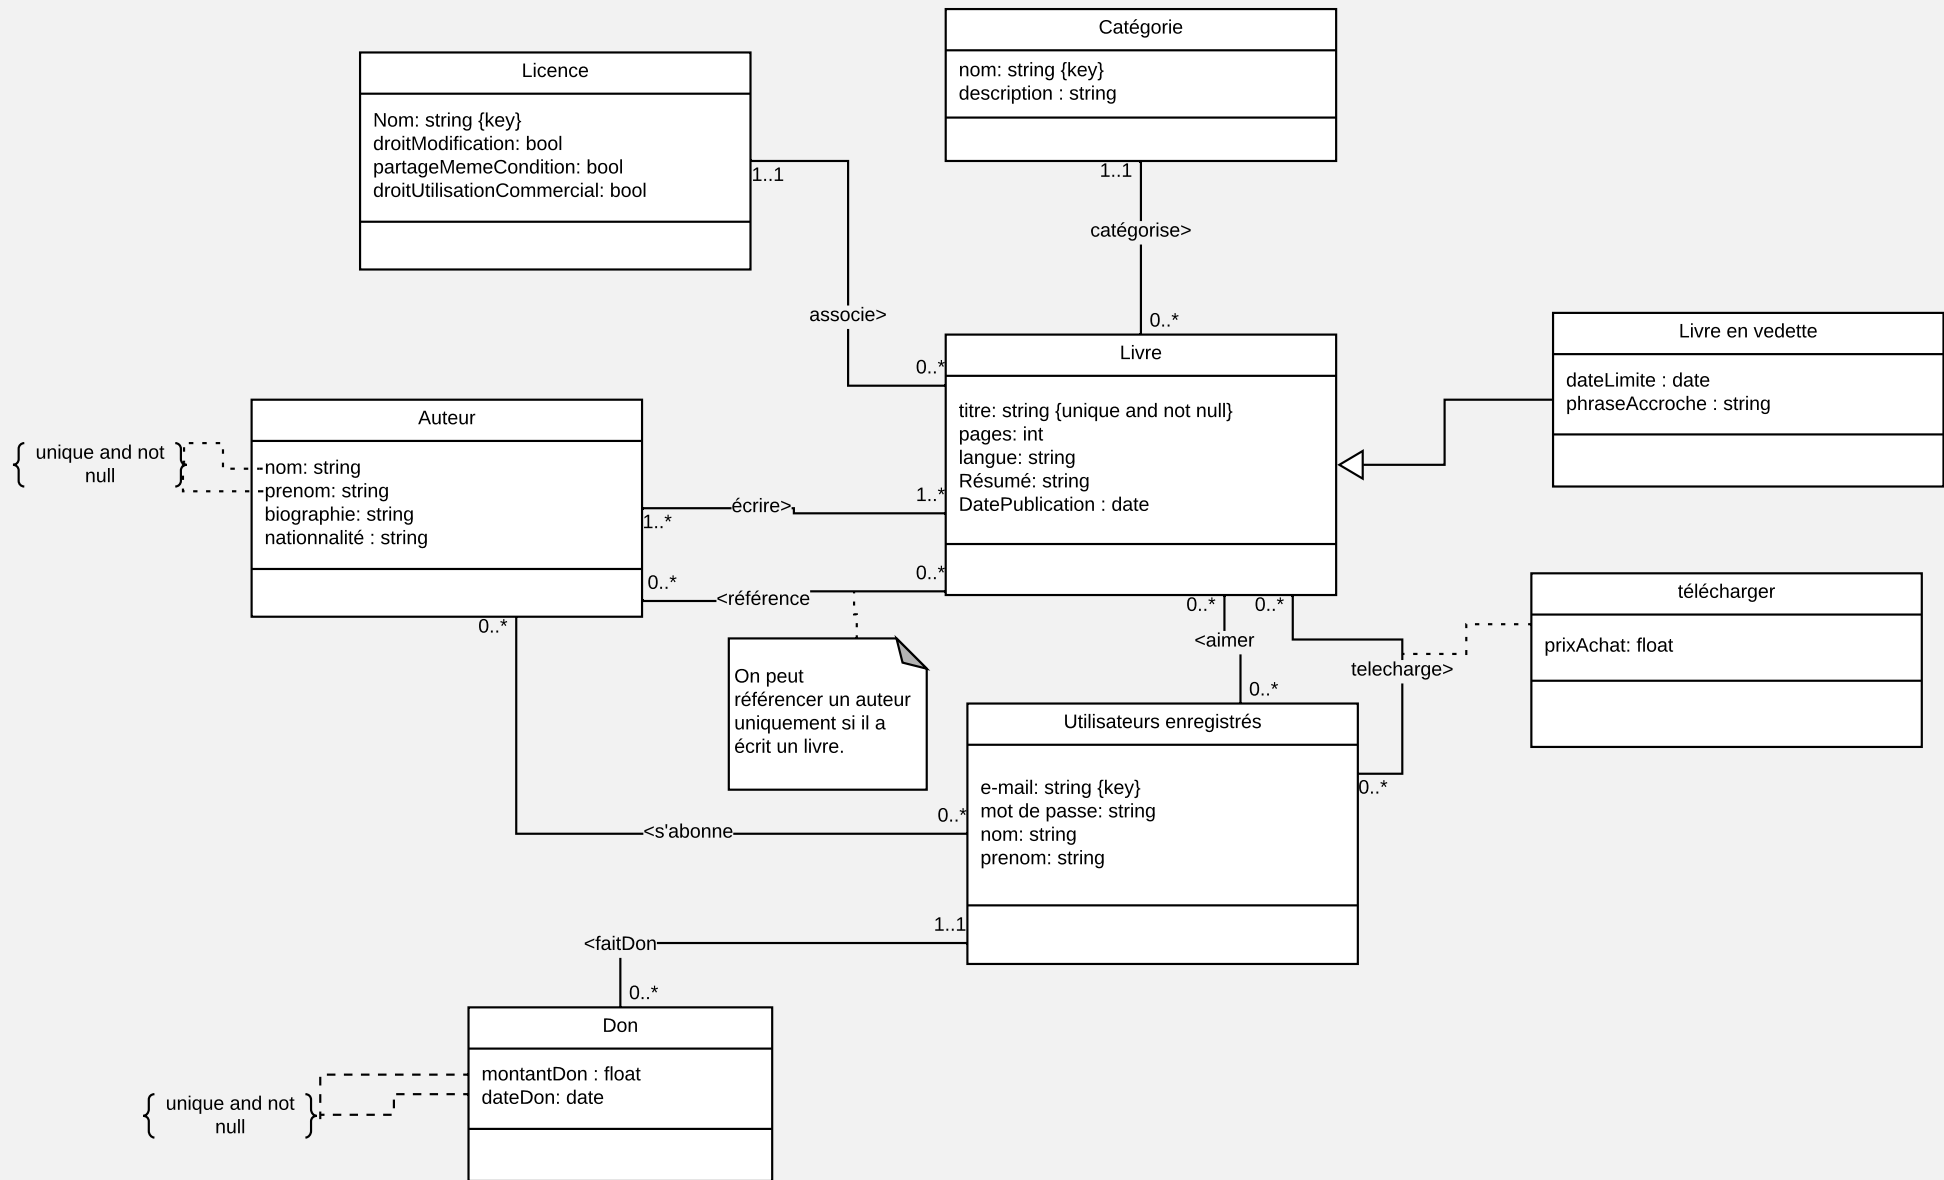 Catégorie
nom: string {key}
description : string
1..1
catégorise>
0..*
Licence
Nom: string {key}
droitModification: bool
partageMemeCondition: bool
droitUtilisationCommercial: bool
1..1
associe>
0..*
Livre
titre: string {unique and not null}
pages: int
langue: string
Résumé: string
DatePublication : date
Livre en vedette
dateLimite : date
phraseAccroche : string
Auteur
nom: string
prenom: string
biographie: string
nationnalité : string
unique and not
null
écrire>
1..*
1..*
0..*
<référence
0..*
On peut
référencer un auteur
uniquement si il a
écrit un livre.
0..*
0..*
<aimer
0..*
telecharge>
0..*
télécharger
prixAchat: float
Utilisateurs enregistrés
e-mail: string {key}
mot de passe: string
nom: string
prenom: string
0..*
<s'abonne
0..*
1..1
<faitDon
0..*
Don
montantDon : float
dateDon: date
unique and not
null